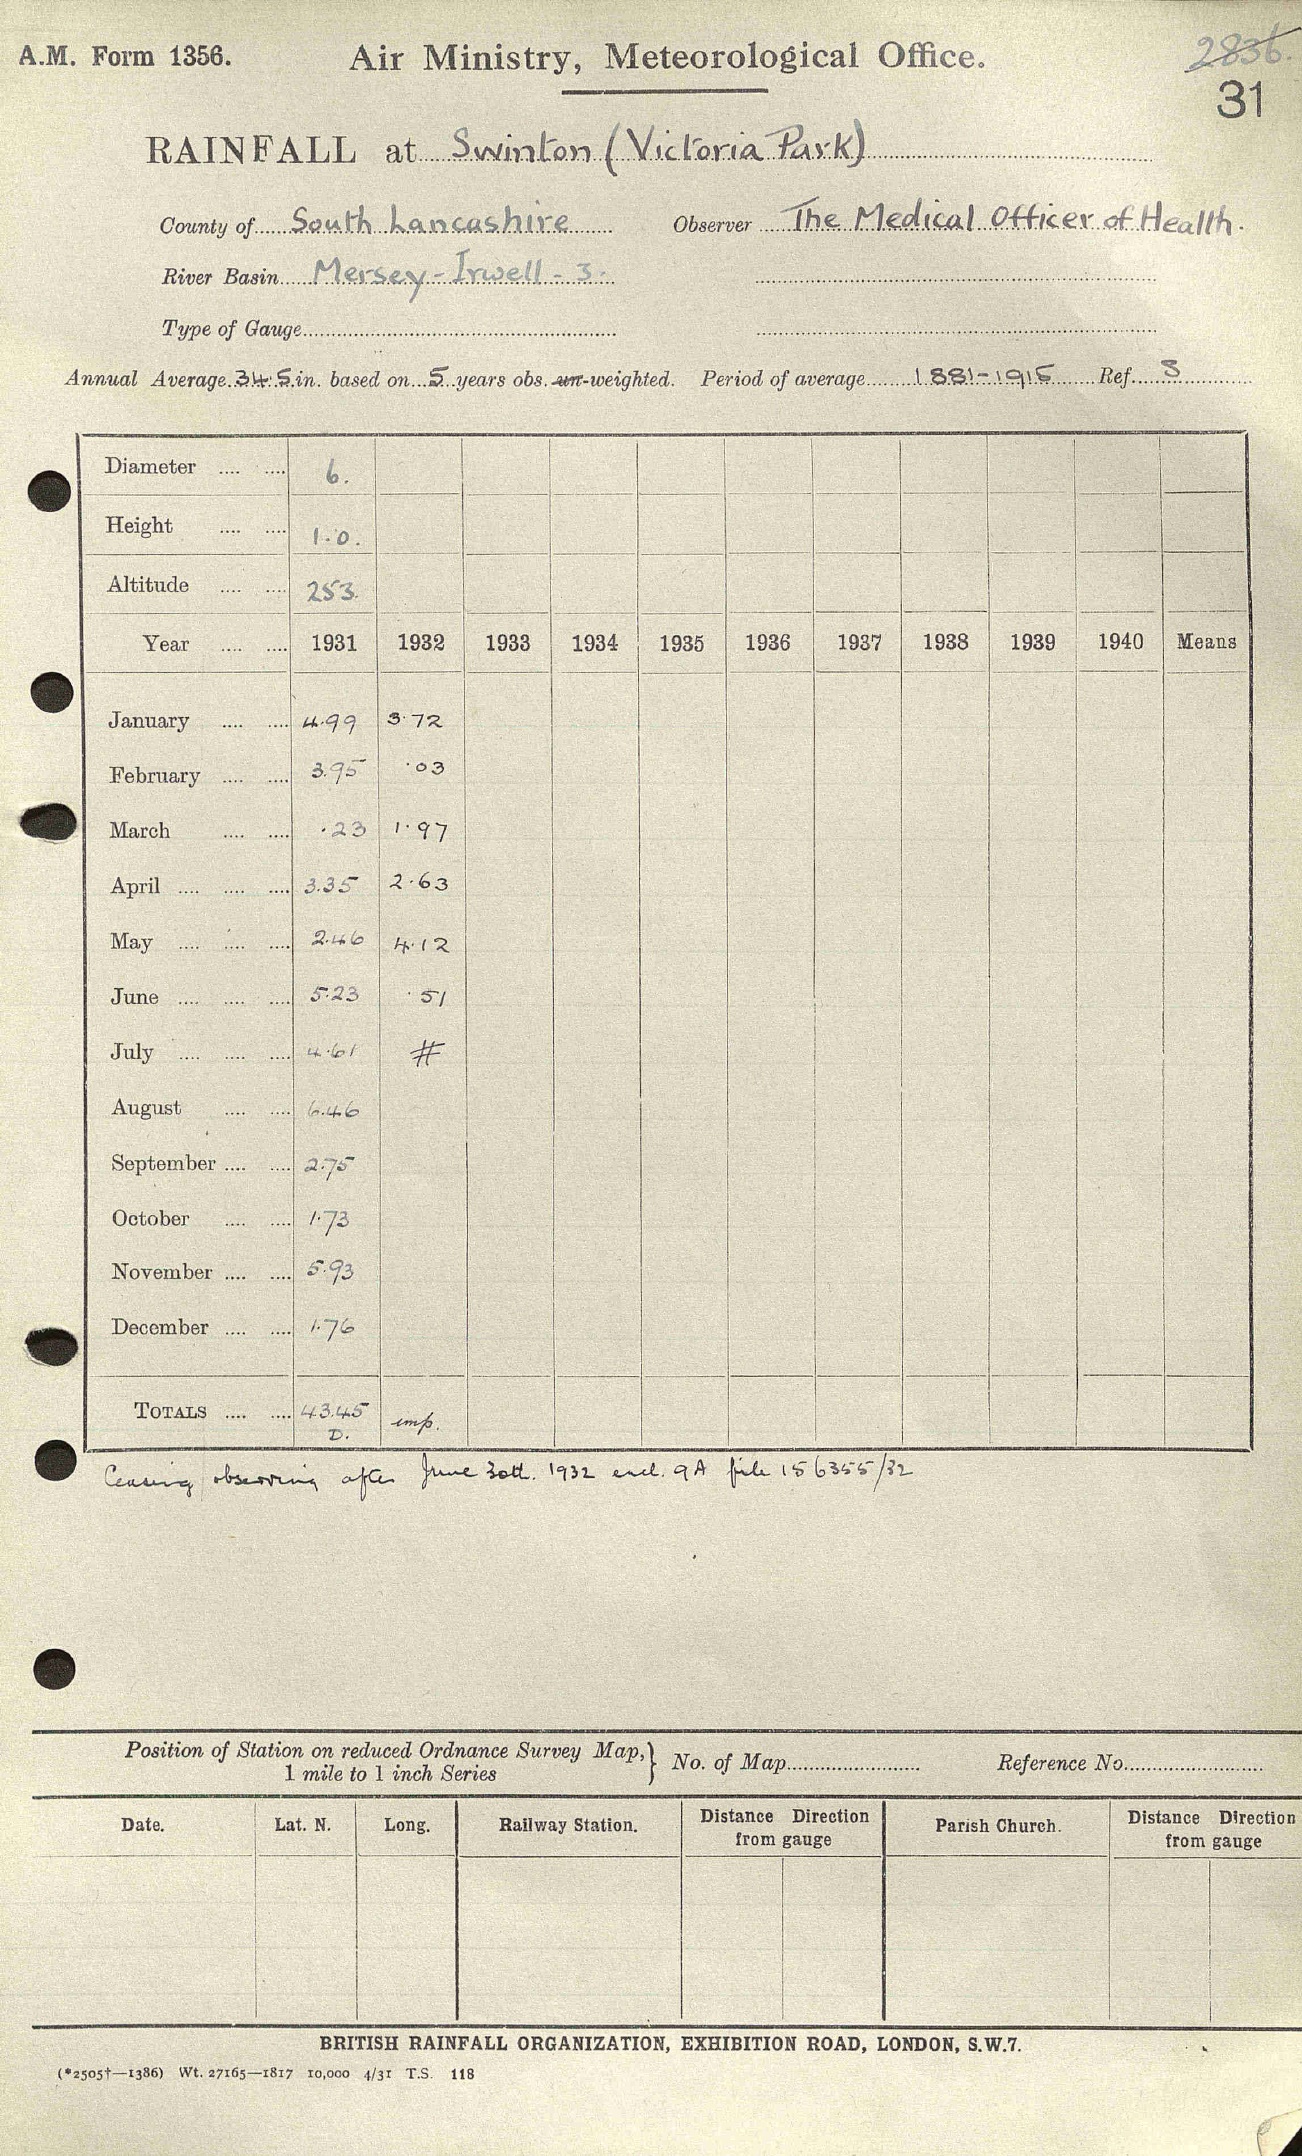 A.M. Form 1356. Air Ministry, Meteorological Office. 2836.
31
RAINFALL at Swinton (Victoria Park)
County of South Lancashire Observer The Medical Officer of Health.
River Basin Mersey - Irwell - 3.
Type of Gauge
Annual Average 34.5 in. based on 5 years obs. un-weighted. Period of average 1881-1915 Ref. S
Diameter .... .... 6.
Height .... .... 1.0.
Altitude .... .... 253.
Year .... .... 1931 1932 1933 1934 1935 1936 1937 1938 1939 1940 Means
January .... .... 4.99 3.72
February .... .... 3.95 .03
March .... .... .23 1.97
April .... .... .... 3.35 2.63
May .... .... .... 2.46 4.12
June .... .... .... 5.23 .51
July .... .... .... 4.61 #
August .... .... 6.46
September .... .... 2.75
October .... .... 1.73
November .... .... 5.93
December .... .... 1.76
TOTALS .... .... 43.45 imp.
D.
Ceasing observing after June 30th. 1932 encl. 9A file 156355/32
Position of Station on reduced Ordnance Survey Map,} No. of Map Reference No.
1 mile to 1 inch Series
Date. Lat. N. Long. Railway Station. Distance Direction Parish Church. Distance Direction
from gauge from gauge
BRITISH RAINFALL ORGANIZATION, EXHIBITION ROAD, LONDON, S.W.7.
(*2505†—1386) Wt. 27165—1817 10,000 4/31 T.S. 118